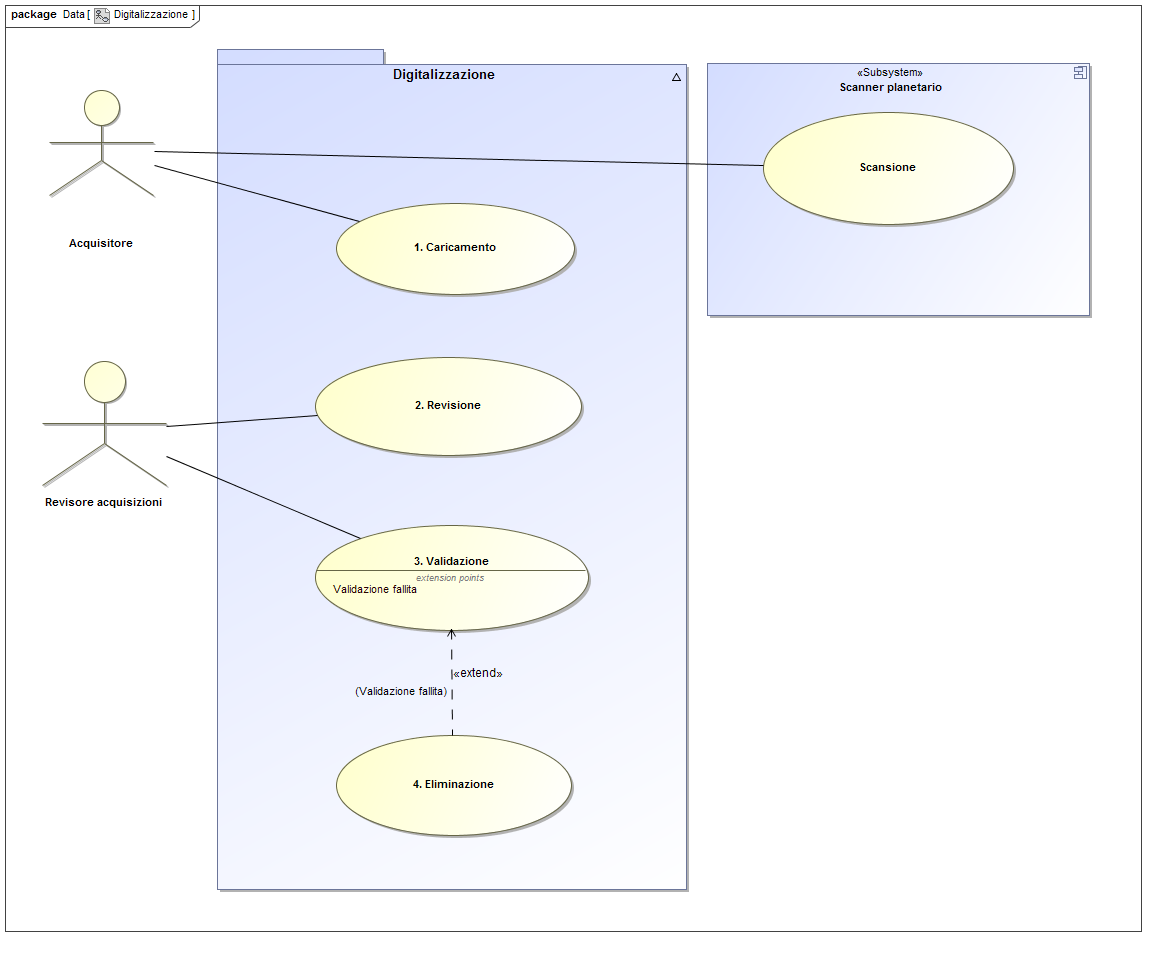 package Data [ Digitalizzazione ]
Digitalizzazione
«Subsystem»
Scanner planetario
Scansione
Acquisitore
1. Caricamento
2. Revisione
Revisore acquisizioni
3. Validazione
extension points
Validazione fallita
«extend»
(Validazione fallita)
4. Eliminazione